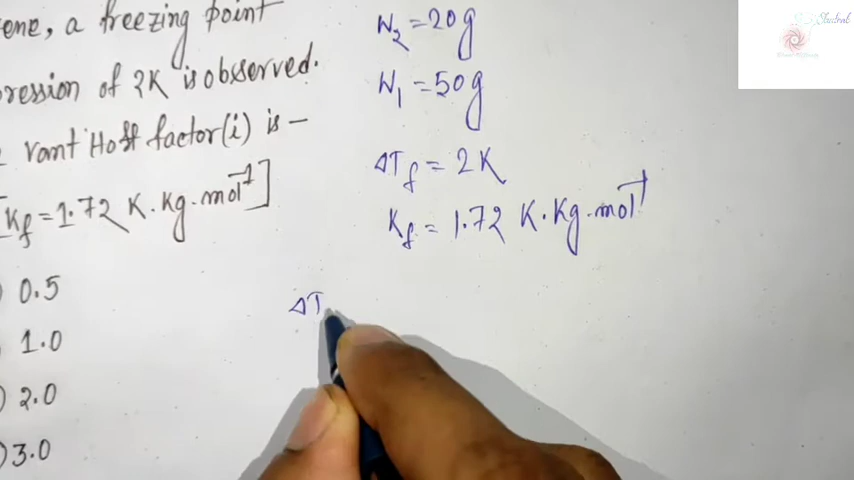 ene, a freezing point
ression of 2K is observed.
vant Hoff factor (i) is –
[Kf = 1.72 K·Kg·mol⁻¹]
) 0.5
) 1.0
) 2.0
) 3.0
W₂ = 20g
W₁ = 50g
ΔTf = 2K
Kf = 1.72 K·Kg·mol⁻¹
ΔT